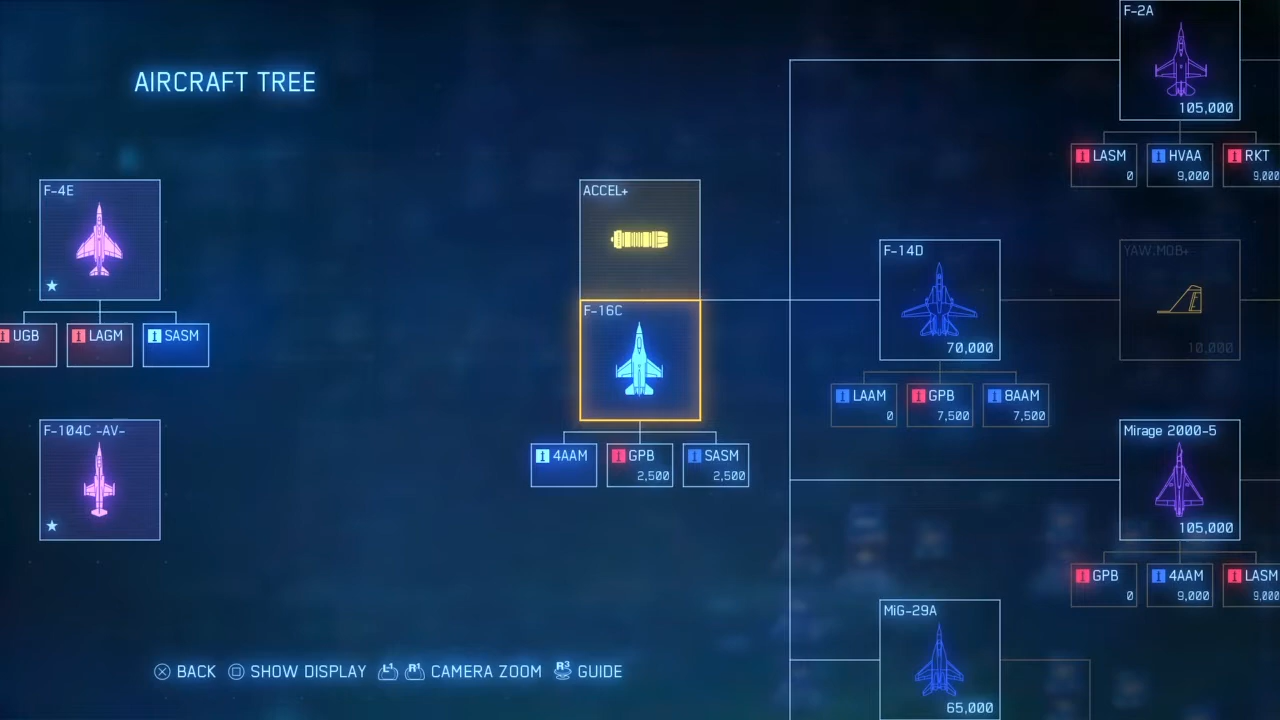 AIRCRAFT TREE
F-4E
UGB
LAGM
SASM
F-104C -AV-
ACCEL+
F-16C
4AAM
GPB
2,500
SASM
2,500
F-2A
105,000
LASM
0
HVAA
9,000
RKT
9,000
F-14D
70,000
LAAM
0
GPB
7,500
8AAM
7,500
YAW.MOB+
10,000
Mirage 2000-5
105,000
GPB
0
4AAM
9,000
LASM
9,000
MiG-29A
65,000
BACK
SHOW DISPLAY
L1
R1
CAMERA ZOOM
R3
GUIDE